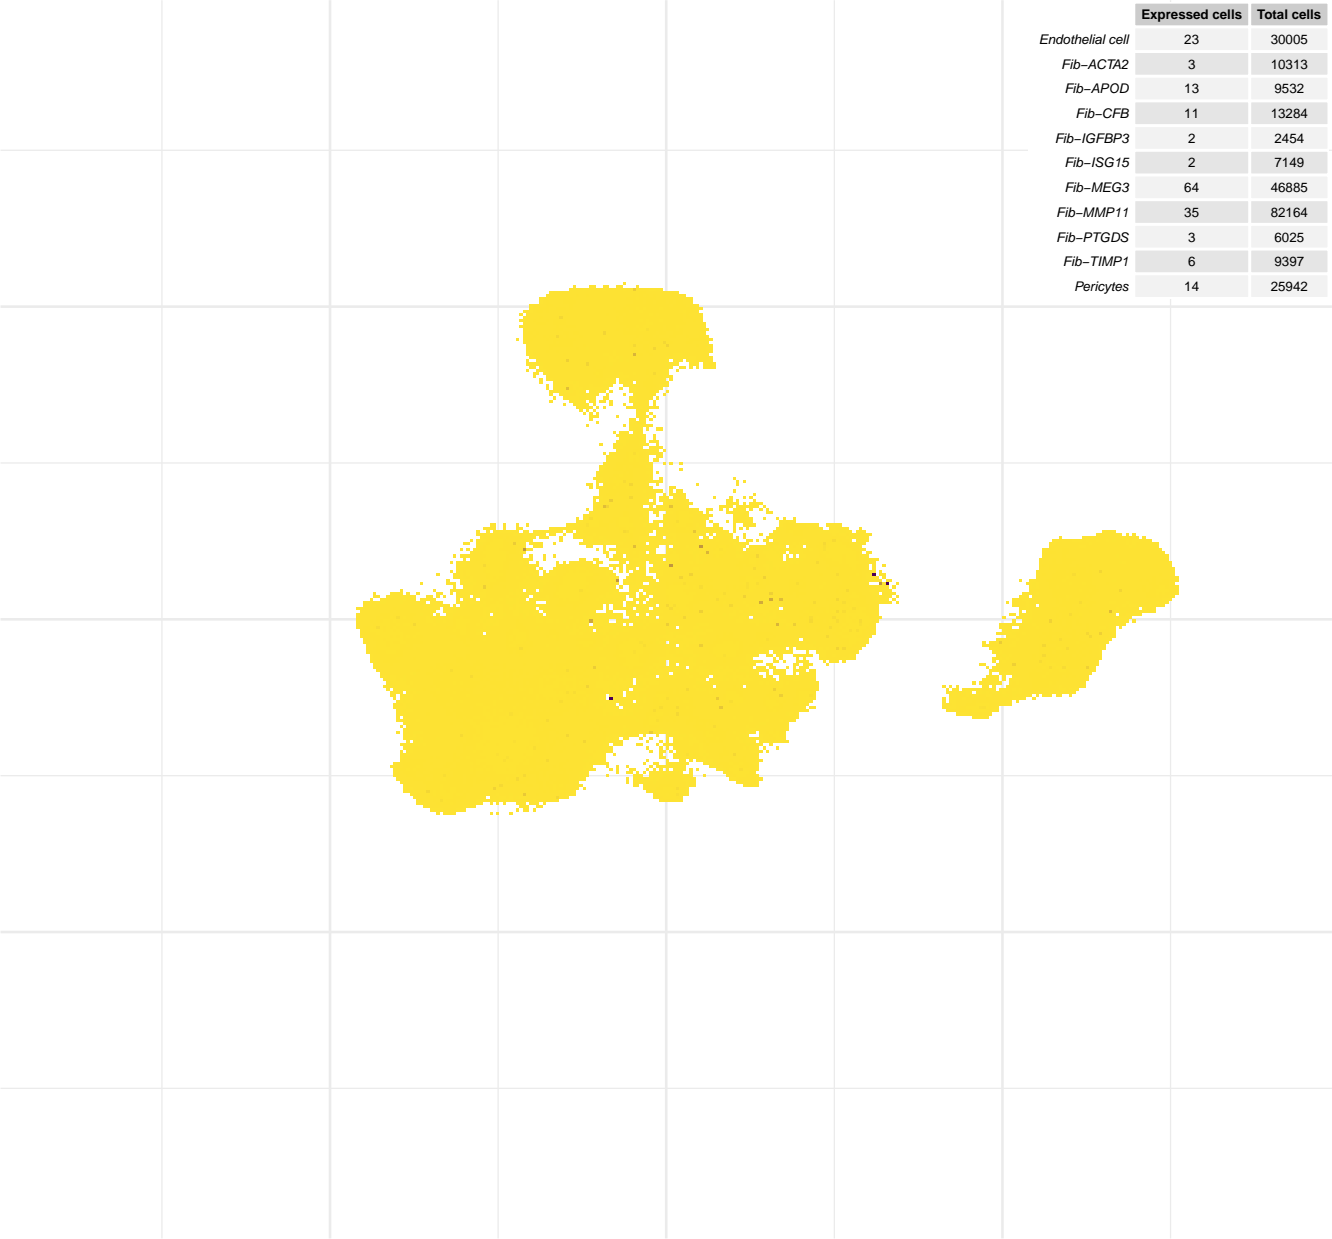 Expressed cells Total cells
Endothelial cell 23 30005
Fib−ACTA2 3 10313
Fib−APOD 13 9532
Fib−CFB 11 13284
Fib−IGFBP3 2 2454
Fib−ISG15 2 7149
Fib−MEG3 64 46885
Fib−MMP11 35 82164
Fib−PTGDS 3 6025
Fib−TIMP1 6 9397
Pericytes 14 25942